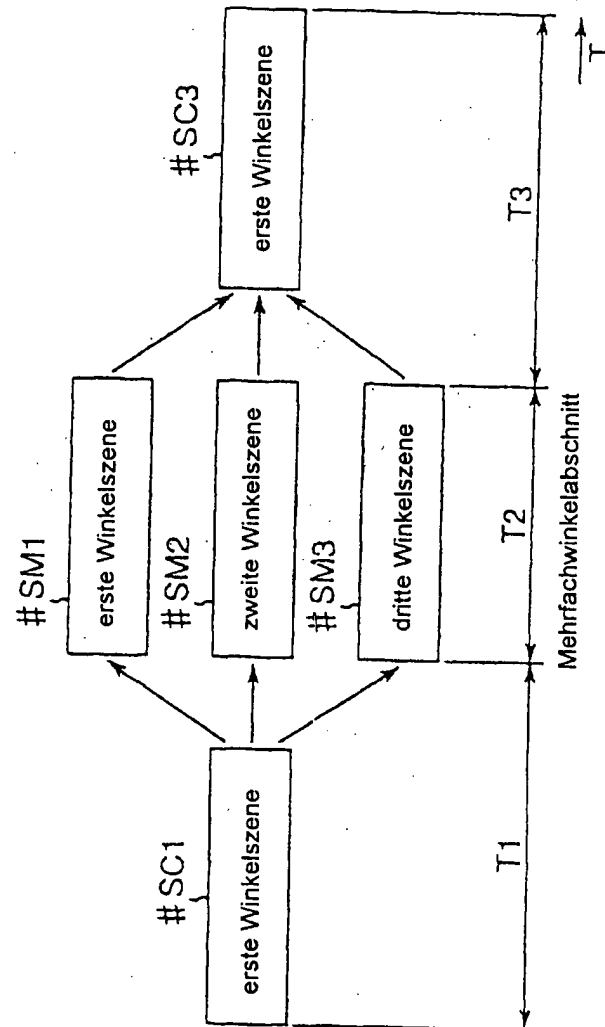 #SC1
erste Winkelszene
#SM1
erste Winkelszene
#SM2
zweite Winkelszene
#SM3
dritte Winkelszene
#SC3
erste Winkelszene
T1
T2
T3
Mehrfachwinkelabschnitt
T